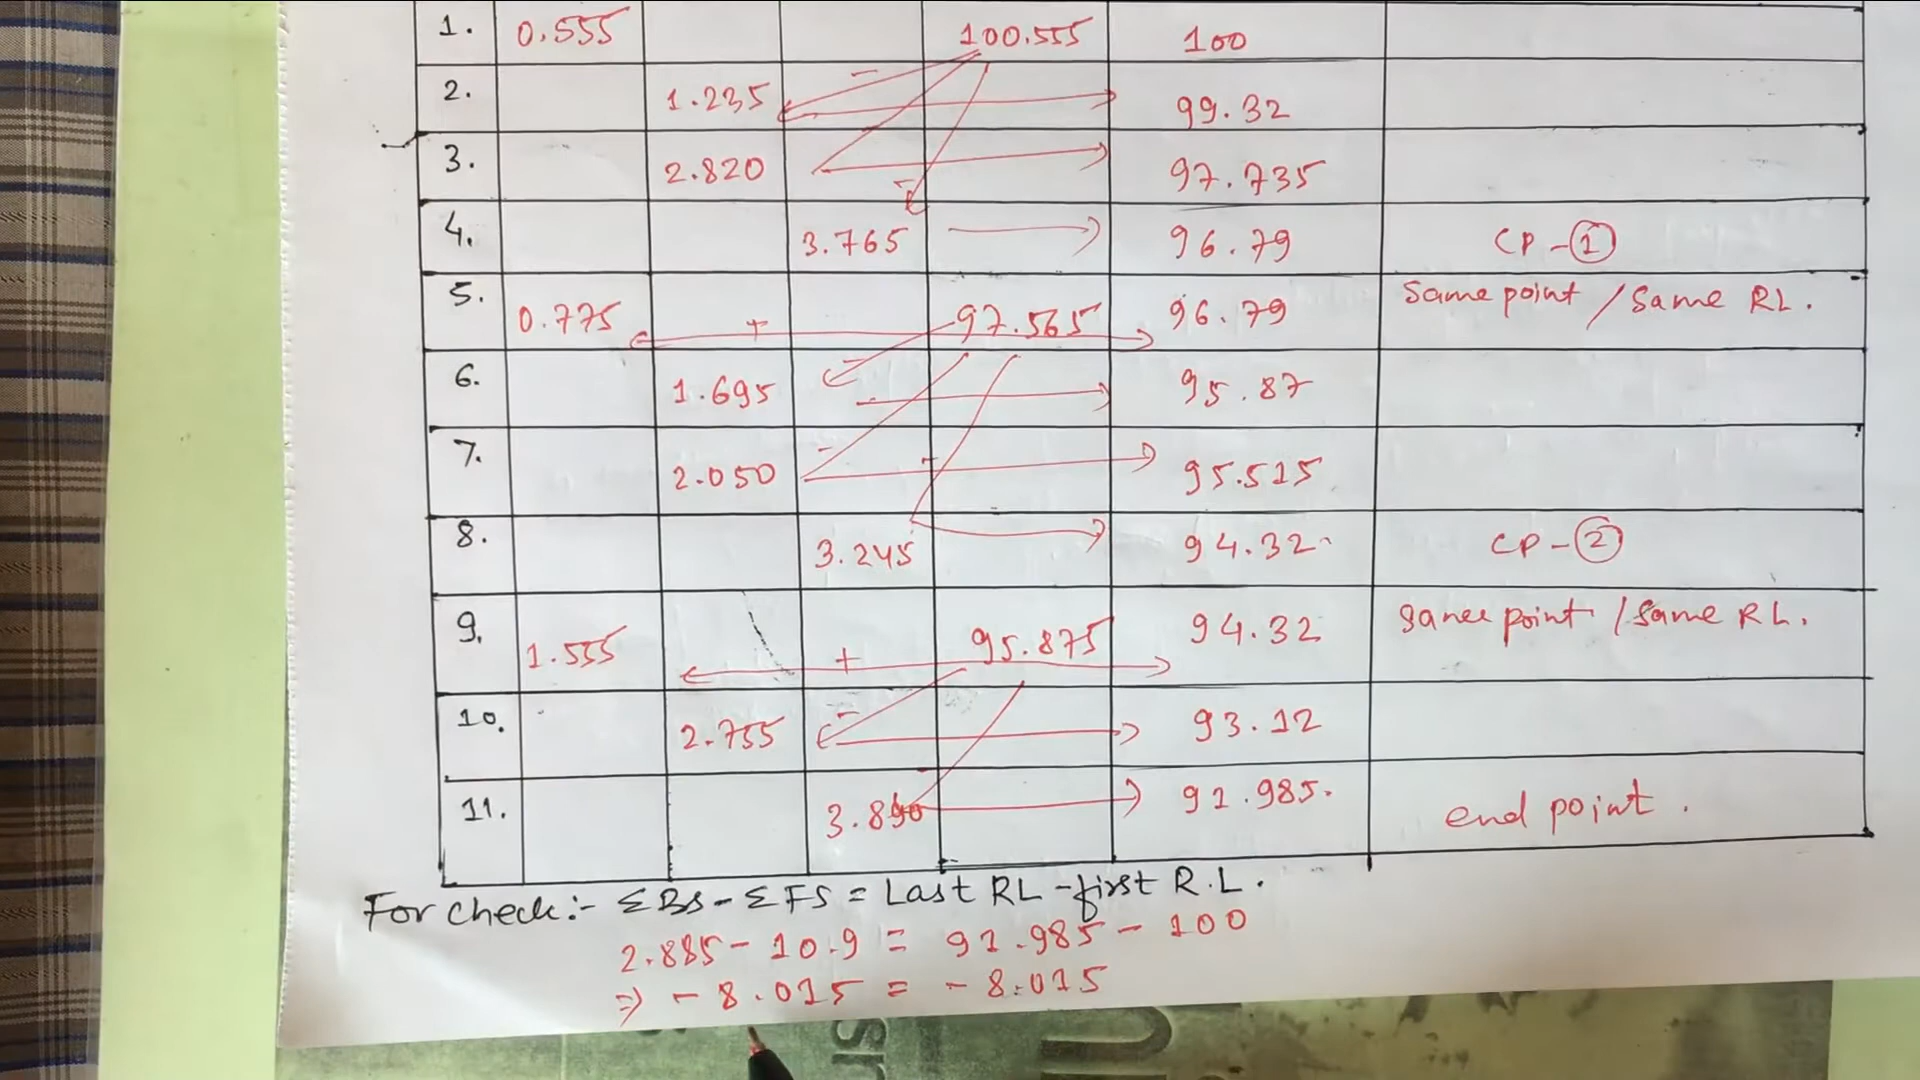 1. 0.555 100.555 100
2. 1.235 99.32
3. 2.820 97.735
4. 3.765 96.79 CP-①
5. 0.775 + 97.565 96.79 Same point / Same RL.
6. 1.695 95.87
7. 2.050 95.515
8. 3.245 94.32 CP-②
9. 1.555 + 95.875 94.32 Same point / Same RL.
10. 2.755 93.12
11. 3.890 91.985. end point.
For check:- ΣBS - ΣFS = Last RL - first R.L.
2.885 - 10.9 = 91.985 - 100
⇒ - 8.015 = - 8.015